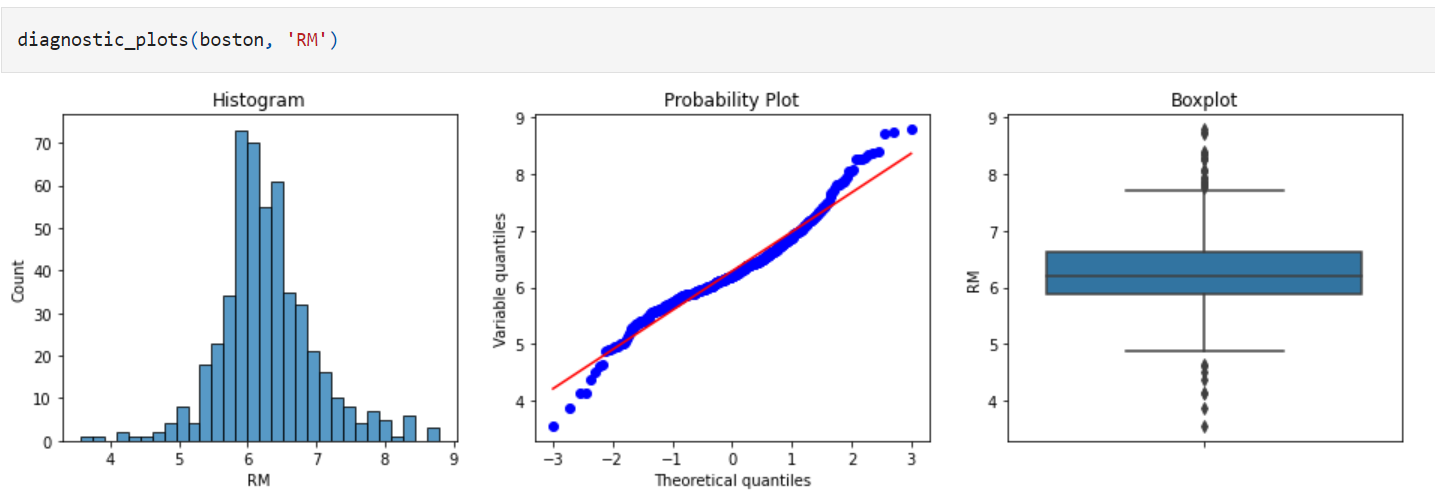 diagnostic_plots(boston, 'RM')
Histogram
70
60
50
40
30
20
10
0
Count
4 5 6 7 8 9
RM
Probability Plot
9
8
7
6
5
4
Variable quantiles
−3 −2 −1 0 1 2 3
Theoretical quantiles
Boxplot
9
8
7
6
5
4
RM